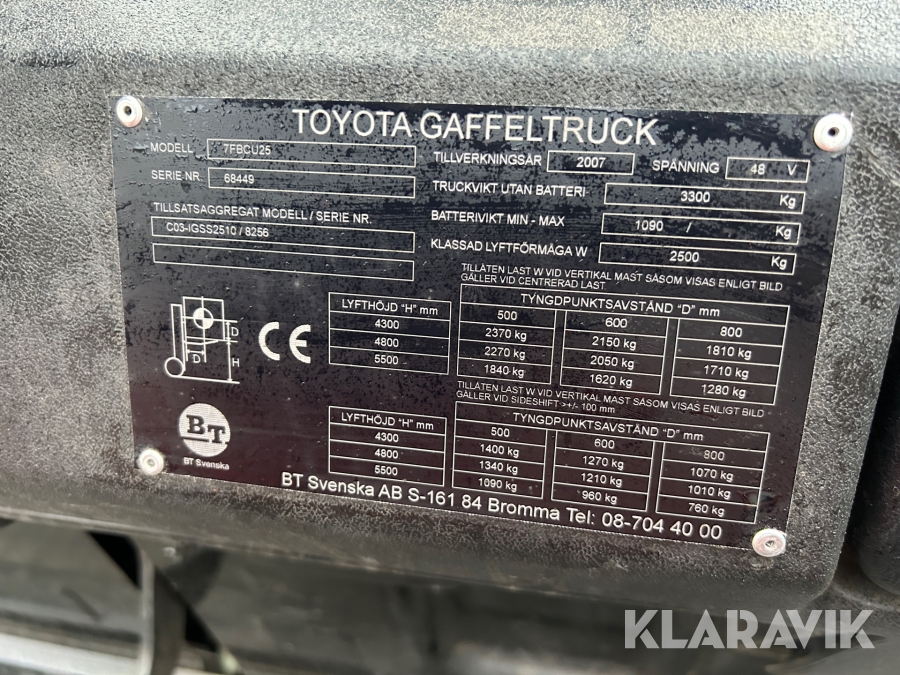 TOYOTA GAFFELTRUCK
MODELL 7FBCU25
TILLVERKNINGSÅR 2007 SPÄNNING 48 V
SERIE NR. 68449
TRUCKVIKT UTAN BATTERI 3300 Kg
TILLSATSAGGREGAT MODELL / SERIE NR.
C03-IGSS2510 / 8256
BATTERIVIKT MIN - MAX 1090 / Kg
KLASSAD LYFTFÖRMÅGA W 2500 Kg
TILLÅTEN LAST W VID VERTIKAL MAST SÅSOM VISAS ENLIGT BILD
GÄLLER VID CENTRERAD LAST
LYFTHÖJD "H" mm TYNGDPUNKTSAVSTÅND "D" mm
500 600 800
4300 2370 kg 2150 kg 1810 kg
4800 2270 kg 2050 kg 1710 kg
5500 1840 kg 1620 kg 1280 kg
D
D H
CE
TILLÅTEN LAST W VID VERTIKAL MAST SÅSOM VISAS ENLIGT BILD
GÄLLER VID SIDESHIFT >+/- 100 mm
LYFTHÖJD "H" mm TYNGDPUNKTSAVSTÅND "D" mm
500 600 800
4300 1400 kg 1270 kg 1070 kg
4800 1340 kg 1210 kg 1010 kg
5500 1090 kg 960 kg 760 kg
BT
BT Svenska
BT Svenska AB S-161 84 Bromma Tel: 08-704 40 00
KLARAVIK